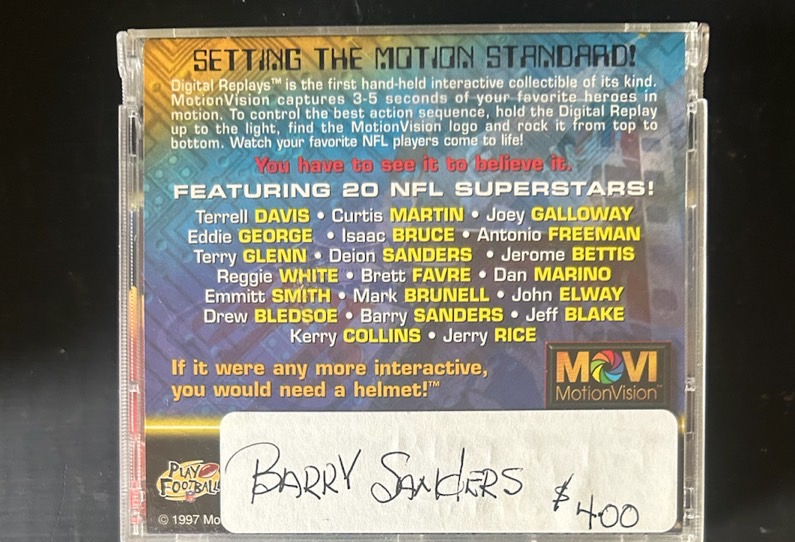 SETTING THE MOTION STANDARD!
Digital Replays™ is the first hand-held interactive collectible of its kind.
MotionVision captures 3-5 seconds of your favorite heroes in
motion. To control the best action sequence, hold the Digital Replay
up to the light, find the MotionVision logo and rock it from top to
bottom. Watch your favorite NFL players come to life!
You have to see it to believe it.
FEATURING 20 NFL SUPERSTARS!
Terrell DAVIS • Curtis MARTIN • Joey GALLOWAY
Eddie GEORGE • Isaac BRUCE • Antonio FREEMAN
Terry GLENN • Deion SANDERS • Jerome BETTIS
Reggie WHITE • Brett FAVRE • Dan MARINO
Emmitt SMITH • Mark BRUNELL • John ELWAY
Drew BLEDSOE • Barry SANDERS • Jeff BLAKE
Kerry COLLINS • Jerry RICE
If it were any more interactive,
you would need a helmet!™
MOVI
MotionVision™
PLAY
FOOTBALL
BARRY SANDERS $4.00
© 1997 Mo